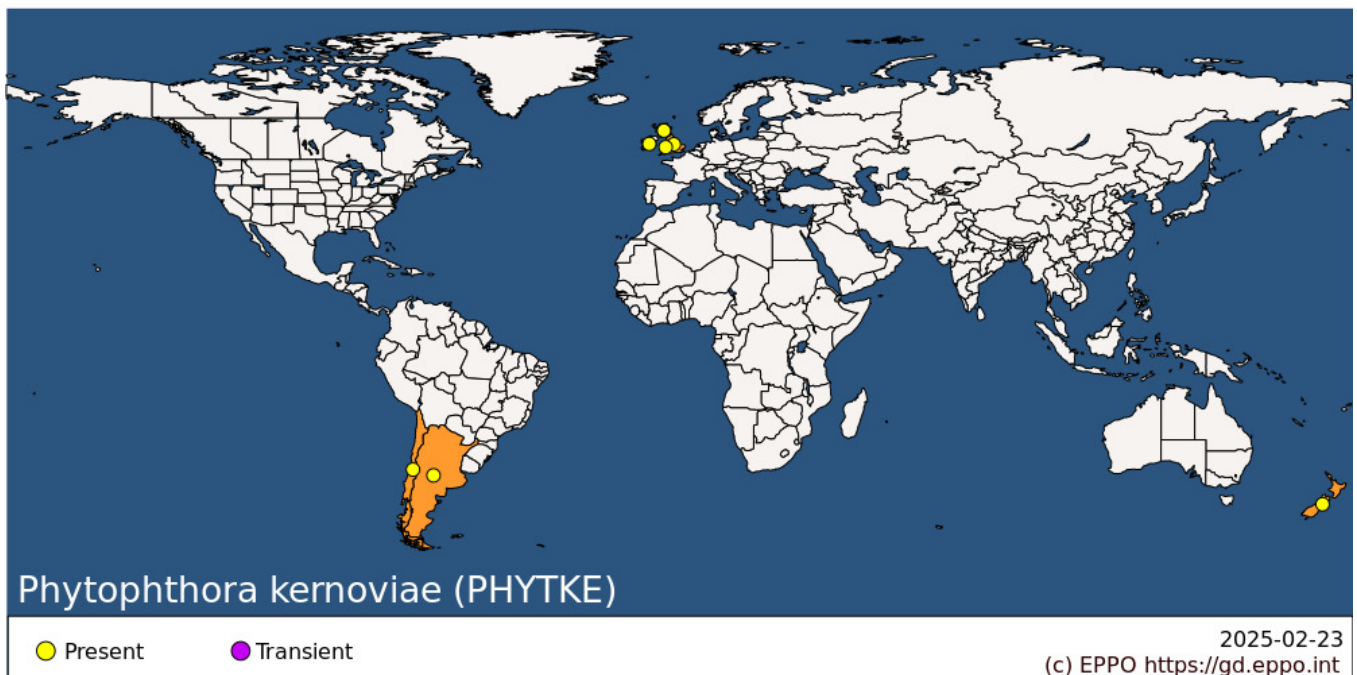 Phytophthora kernoviae (PHYTKE)
Present
Transient
2025-02-23
(c) EPPO https://gd.eppo.int